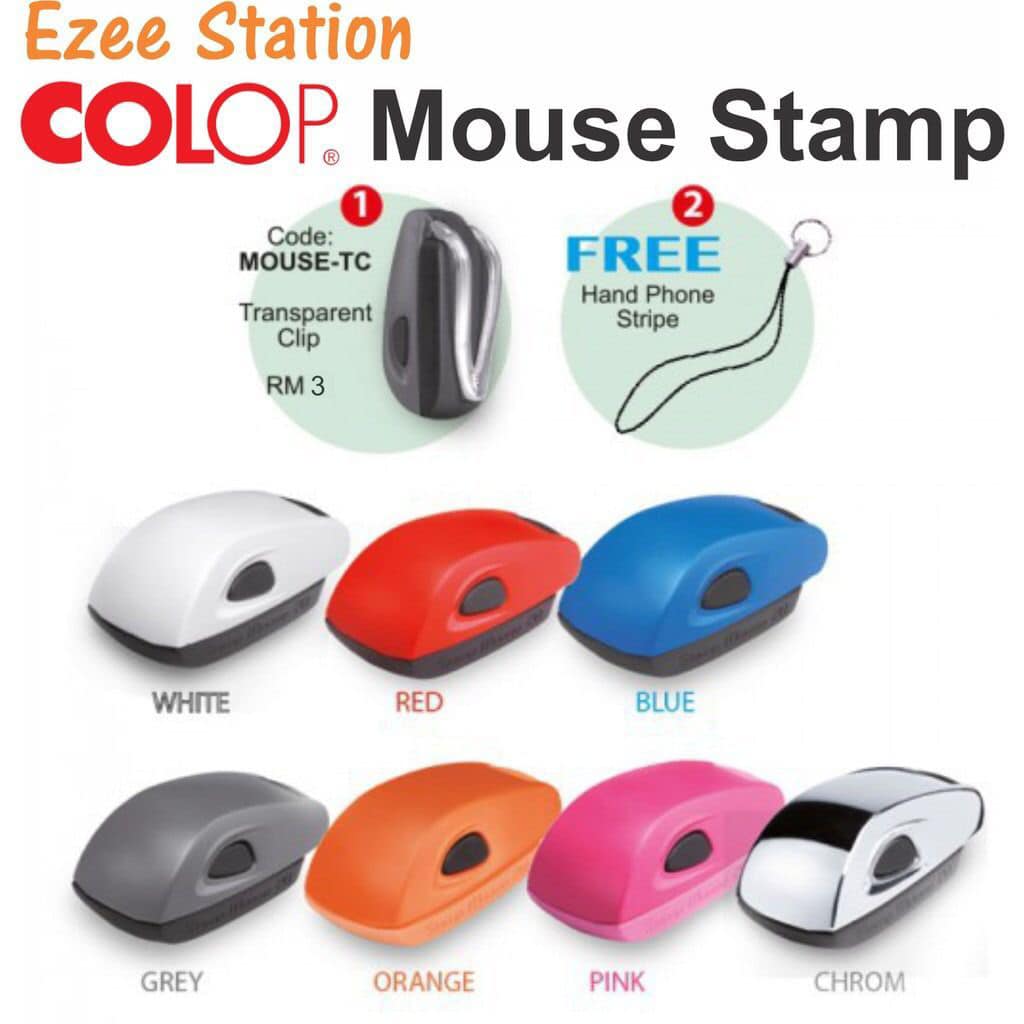 Ezee Station
COLOP® Mouse Stamp
1
Code:
MOUSE-TC
Transparent
Clip
RM 3
2
FREE
Hand Phone
Stripe
WHITE
RED
BLUE
GREY
ORANGE
PINK
CHROM